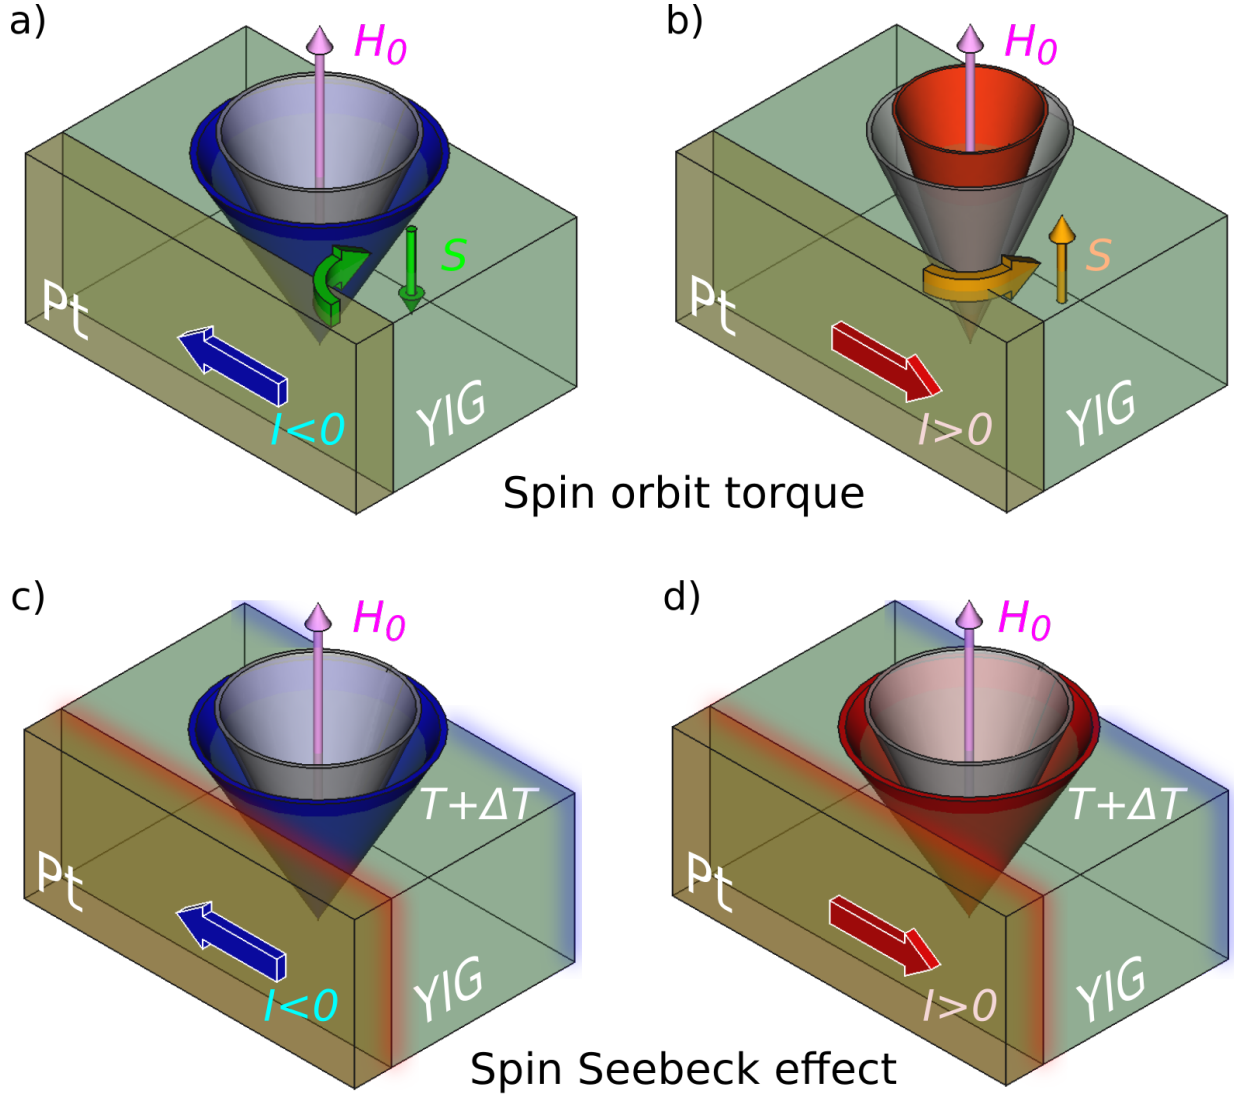 a)
H0
S
Pt
I<0
YIG
b)
H0
S
Pt
I>0
YIG
Spin orbit torque
c)
H0
T+ΔT
Pt
I<0
YIG
d)
H0
T+ΔT
Pt
I>0
YIG
Spin Seebeck effect